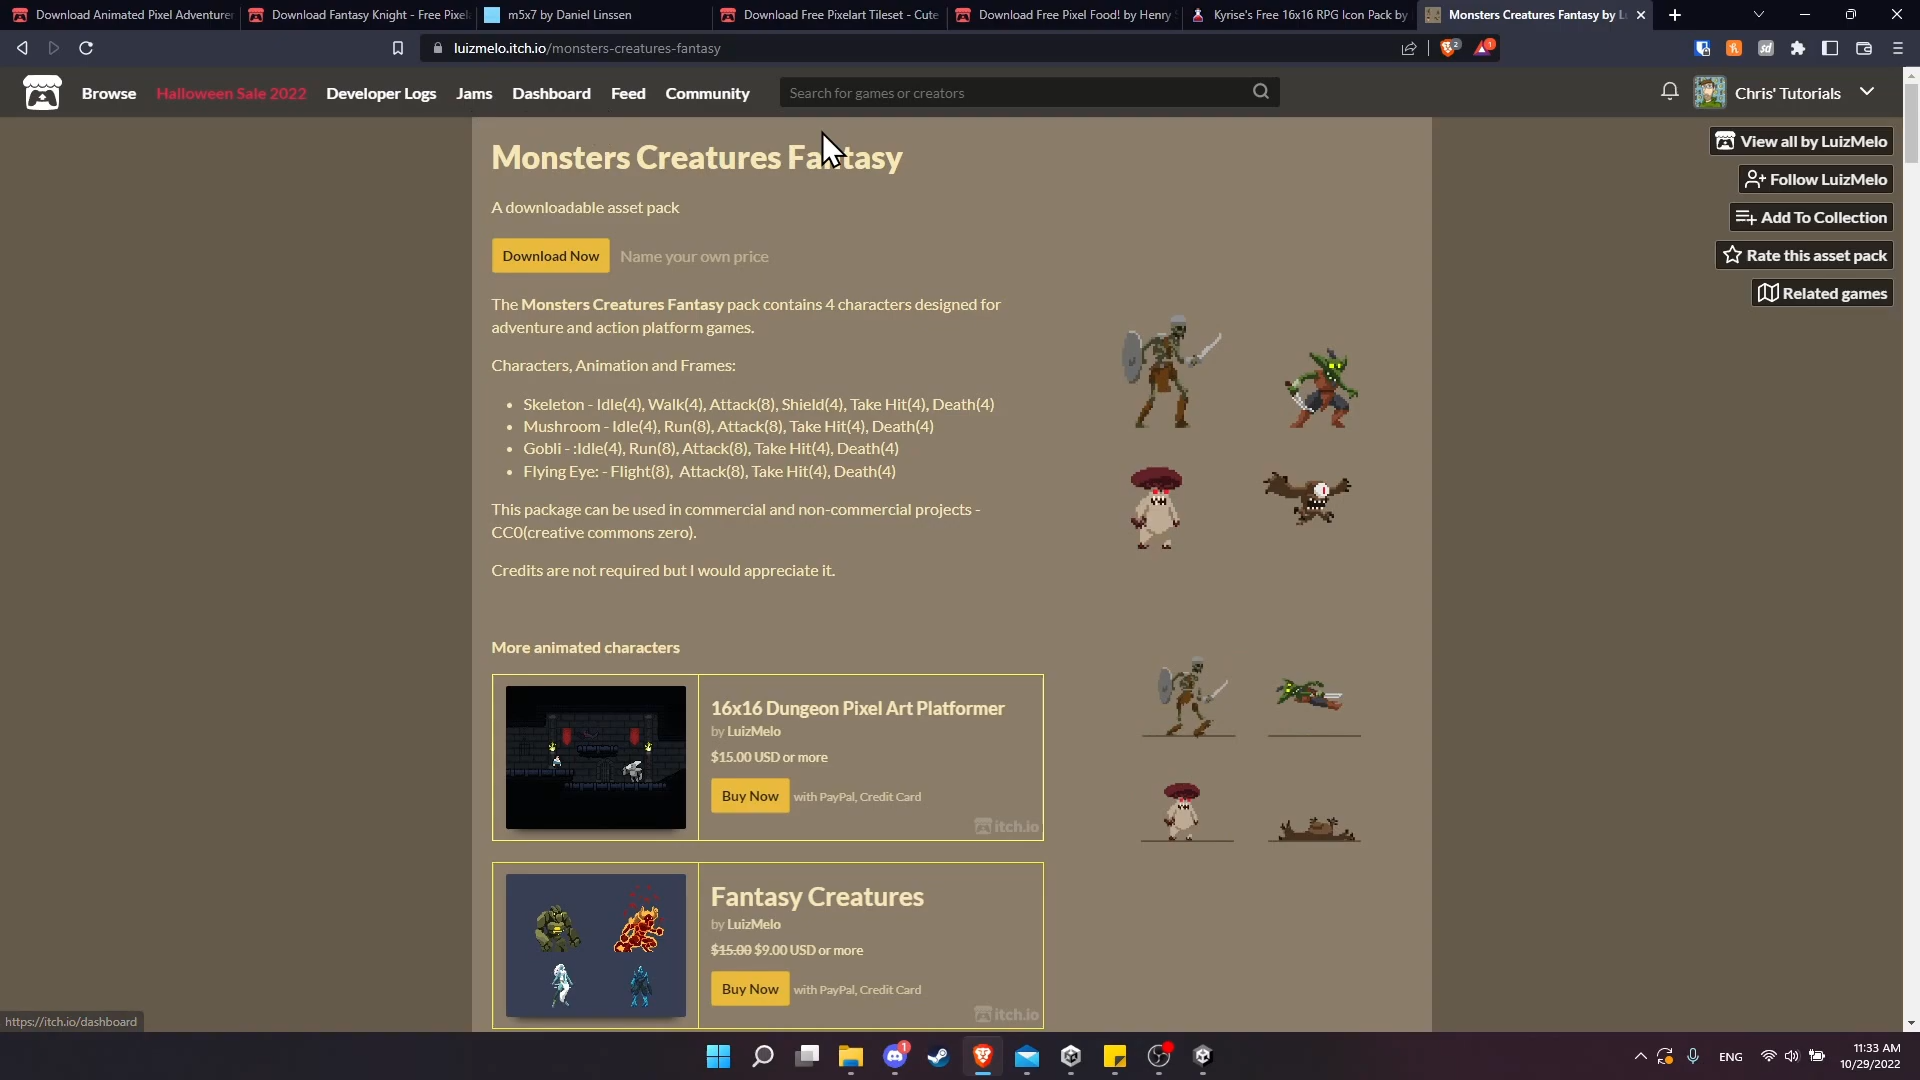 Download Animated Pixel Adventurer
Download Fantasy Knight - Free Pixela
m5x7 by Daniel Linssen
Download Free Pixelart Tileset - Cute
Download Free Pixel Food! by Henry
Kyrise's Free 16x16 RPG Icon Pack by
Monsters Creatures Fantasy by Lu
luizmelo.itch.io/monsters-creatures-fantasy
2
1
Browse
Halloween Sale 2022
Developer Logs
Jams
Dashboard
Feed
Community
Search for games or creators
Chris' Tutorials
View all by LuizMelo
Follow LuizMelo
Add To Collection
Rate this asset pack
Related games
Monsters Creatures Fantasy
A downloadable asset pack
Download Now Name your own price
The Monsters Creatures Fantasy pack contains 4 characters designed for
adventure and action platform games.
Characters, Animation and Frames:
• Skeleton - Idle(4), Walk(4), Attack(8), Shield(4), Take Hit(4), Death(4)
• Mushroom - Idle(4), Run(8), Attack(8), Take Hit(4), Death(4)
• Gobli - :Idle(4), Run(8), Attack(8), Take Hit(4), Death(4)
• Flying Eye: - Flight(8), Attack(8), Take Hit(4), Death(4)
This package can be used in commercial and non-commercial projects -
CC0(creative commons zero).
Credits are not required but I would appreciate it.
More animated characters
16x16 Dungeon Pixel Art Platformer
by LuizMelo
$15.00 USD or more
Buy Now with PayPal, Credit Card
itch.io
Fantasy Creatures
by LuizMelo
$15.00 $9.00 USD or more
Buy Now with PayPal, Credit Card
itch.io
https://itch.io/dashboard
1
ENG
11:33 AM
10/29/2022